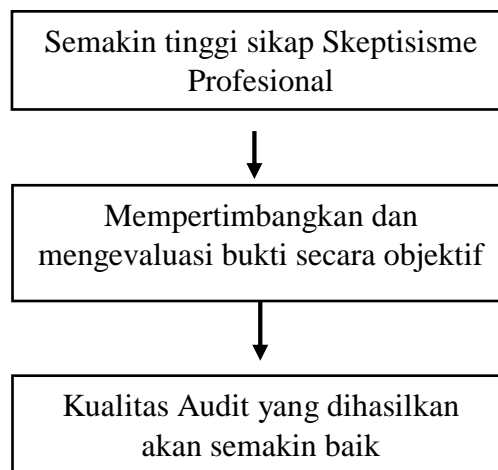 Semakin tinggi sikap Skeptisisme
Profesional
Mempertimbangkan dan
mengevaluasi bukti secara objektif
Kualitas Audit yang dihasilkan
akan semakin baik